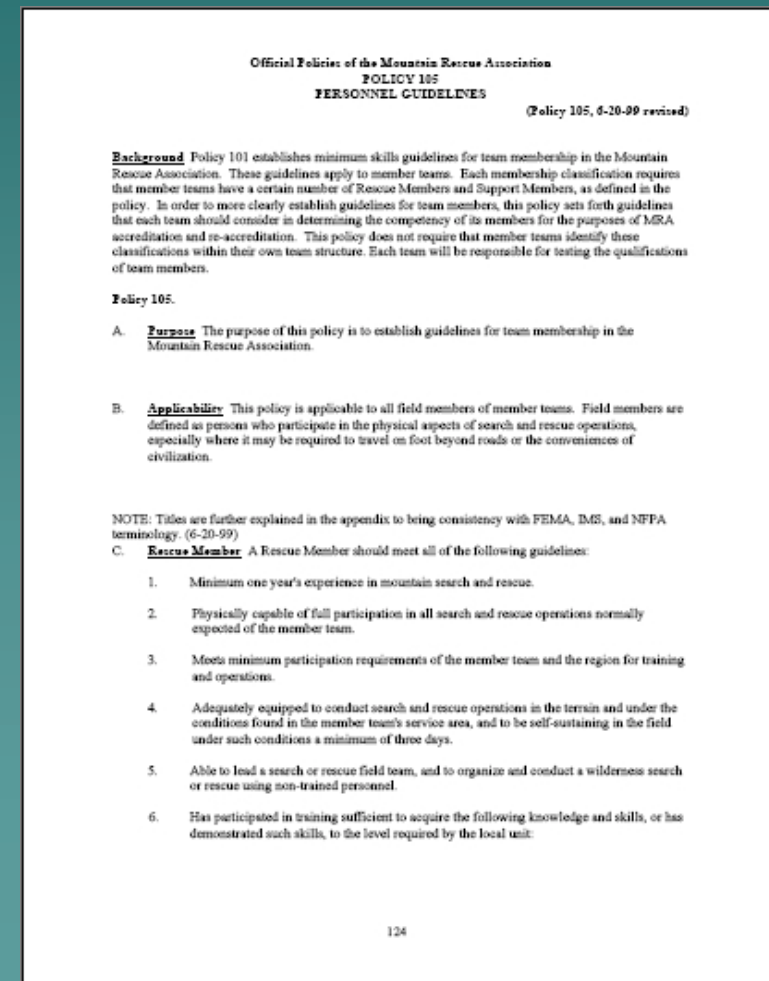 Official Policies of the Mountain Rescue Association
POLICY 105
PERSONNEL GUIDELINES
(Policy 105, 6-20-99 revised)
Background Policy 101 establishes minimum skills guidelines for team membership in the Mountain
Rescue Association. These guidelines apply to member teams. Each membership classification requires
that member teams have a certain number of Rescue Members and Support Members, as defined in the
policy. In order to more clearly establish guidelines for team members, this policy sets forth guidelines
that each team should consider in determining the competency of its members for the purposes of MRA
accreditation and re-accreditation. This policy does not require that member teams identify these
classifications within their own team structure. Each team will be responsible for testing the qualifications
of team members.
Policy 105.
A. Purpose The purpose of this policy is to establish guidelines for team membership in the
Mountain Rescue Association.
B. Applicability This policy is applicable to all field members of member teams. Field members are
defined as persons who participate in the physical aspects of search and rescue operations,
especially where it may be required to travel on foot beyond roads or the conveniences of
civilization.
NOTE: Titles are further explained in the appendix to being consistency with FEMA, IMS, and NFPA
terminology. (6-20-99)
C. Rescue Member A Rescue Member should meet all of the following guidelines:
1. Minimum one year's experience in mountain search and rescue.
2. Physically capable of full participation in all search and rescue operations normally
expected of the member team.
3. Meets minimum participation requirements of the member team and the region for training
and operations.
4. Adequately equipped to conduct search and rescue operations in the terrain and under the
conditions found in the member team's service area, and to be self-sustaining in the field
under such conditions a minimum of three days.
5. Able to lead a search or rescue field team, and to organize and conduct a wilderness search
or rescue using non-trained personnel.
6. Has participated in training sufficient to acquire the following knowledge and skills, or has
demonstrated such skills, to the level required by the local unit:
124